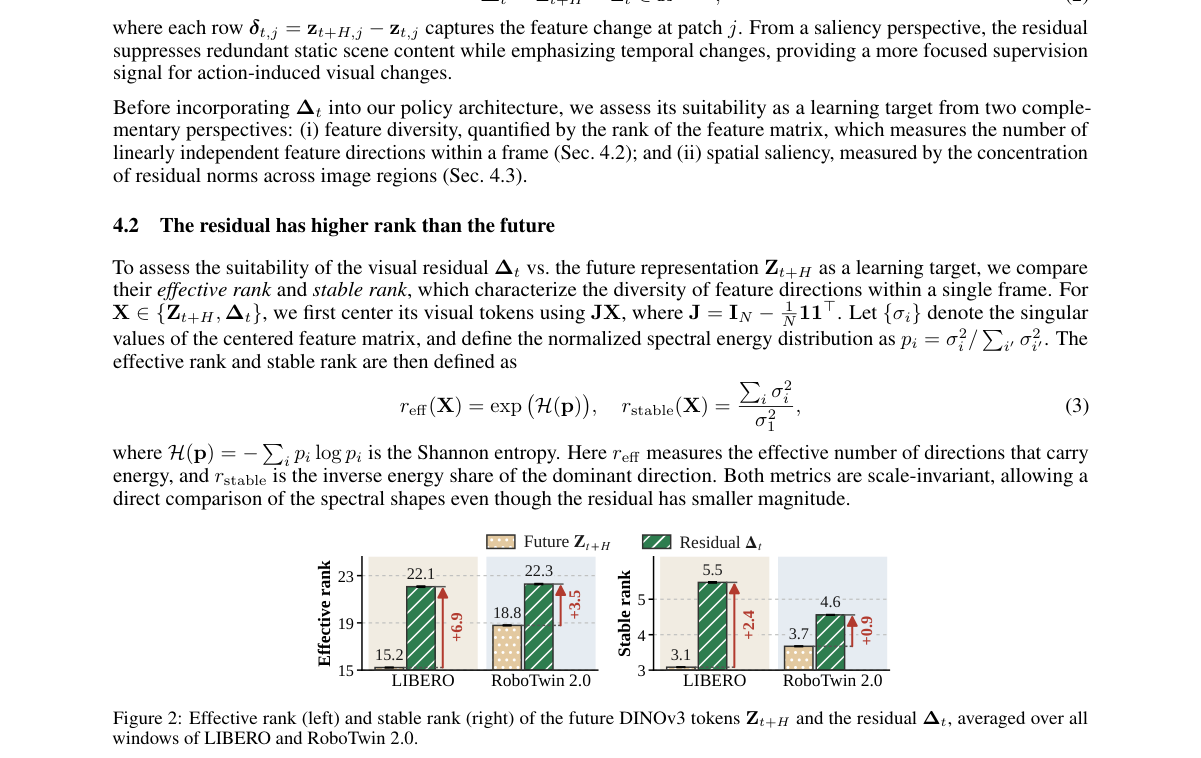 where each row δ_{t,j} = z_{t+H,j} − z_{t,j} captures the feature change at patch j. From a saliency perspective, the residual
suppresses redundant static scene content while emphasizing temporal changes, providing a more focused supervision
signal for action-induced visual changes.
Before incorporating Δ_t into our policy architecture, we assess its suitability as a learning target from two comple-
mentary perspectives: (i) feature diversity, quantified by the rank of the feature matrix, which measures the number of
linearly independent feature directions within a frame (Sec. 4.2); and (ii) spatial saliency, measured by the concentration
of residual norms across image regions (Sec. 4.3).
4.2 The residual has higher rank than the future
To assess the suitability of the visual residual Δ_t vs. the future representation Z_{t+H} as a learning target, we compare
their effective rank and stable rank, which characterize the diversity of feature directions within a single frame. For
X ∈ {Z_{t+H}, Δ_t}, we first center its visual tokens using JX, where J = I_N − 1/N 11^⊤. Let {σ_i} denote the singular
values of the centered feature matrix, and define the normalized spectral energy distribution as p_i = σ_i^2 / ∑_{i'} σ_{i'}^2. The
effective rank and stable rank are then defined as
r_eff(X) = exp (H(p)), r_stable(X) = ∑_i σ_i^2 / σ_1^2, (3)
where H(p) = − ∑_i p_i log p_i is the Shannon entropy. Here r_eff measures the effective number of directions that carry
energy, and r_stable is the inverse energy share of the dominant direction. Both metrics are scale-invariant, allowing a
direct comparison of the spectral shapes even though the residual has smaller magnitude.
Future Z_{t+H} Residual Δ_t
Effective rank
23
19
15
15.2
22.1
+6.9
18.8
22.3
+3.5
LIBERO
RoboTwin 2.0
Stable rank
5
4
3
3.1
5.5
+2.4
3.7
4.6
+0.9
LIBERO
RoboTwin 2.0
Figure 2: Effective rank (left) and stable rank (right) of the future DINOv3 tokens Z_{t+H} and the residual Δ_t, averaged over all
windows of LIBERO and RoboTwin 2.0.